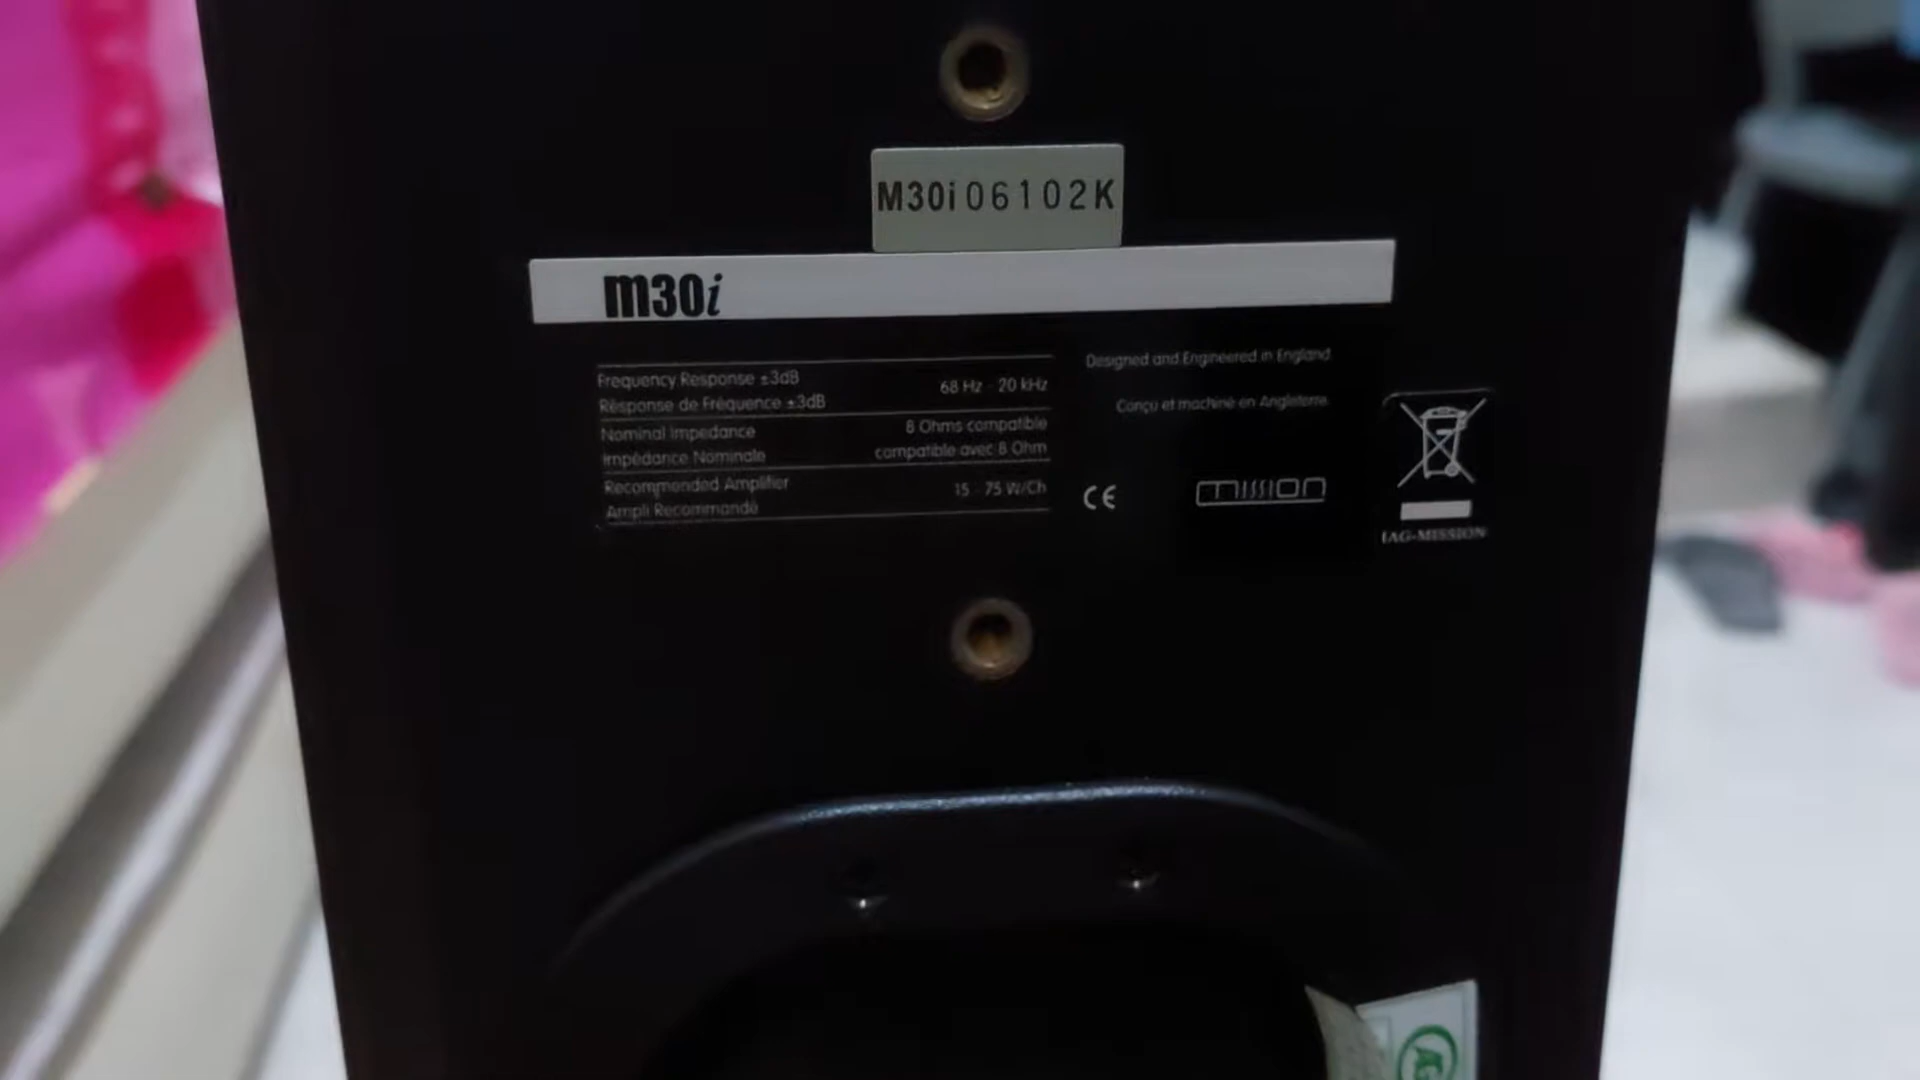 M30i06102K
m30i
Frequency Response ±3dB
Réponse de Fréquence ±3dB
68 Hz - 20 kHz
Nominal Impedance
Impédance Nominale
8 Ohms compatible
compatible avec 8 Ohm
Recommended Amplifier
Ampli Recommandé
15 - 75 W/Ch
Designed and Engineered in England
Conçu et machiné en Angleterre
CE
mission
IAG-MISSION